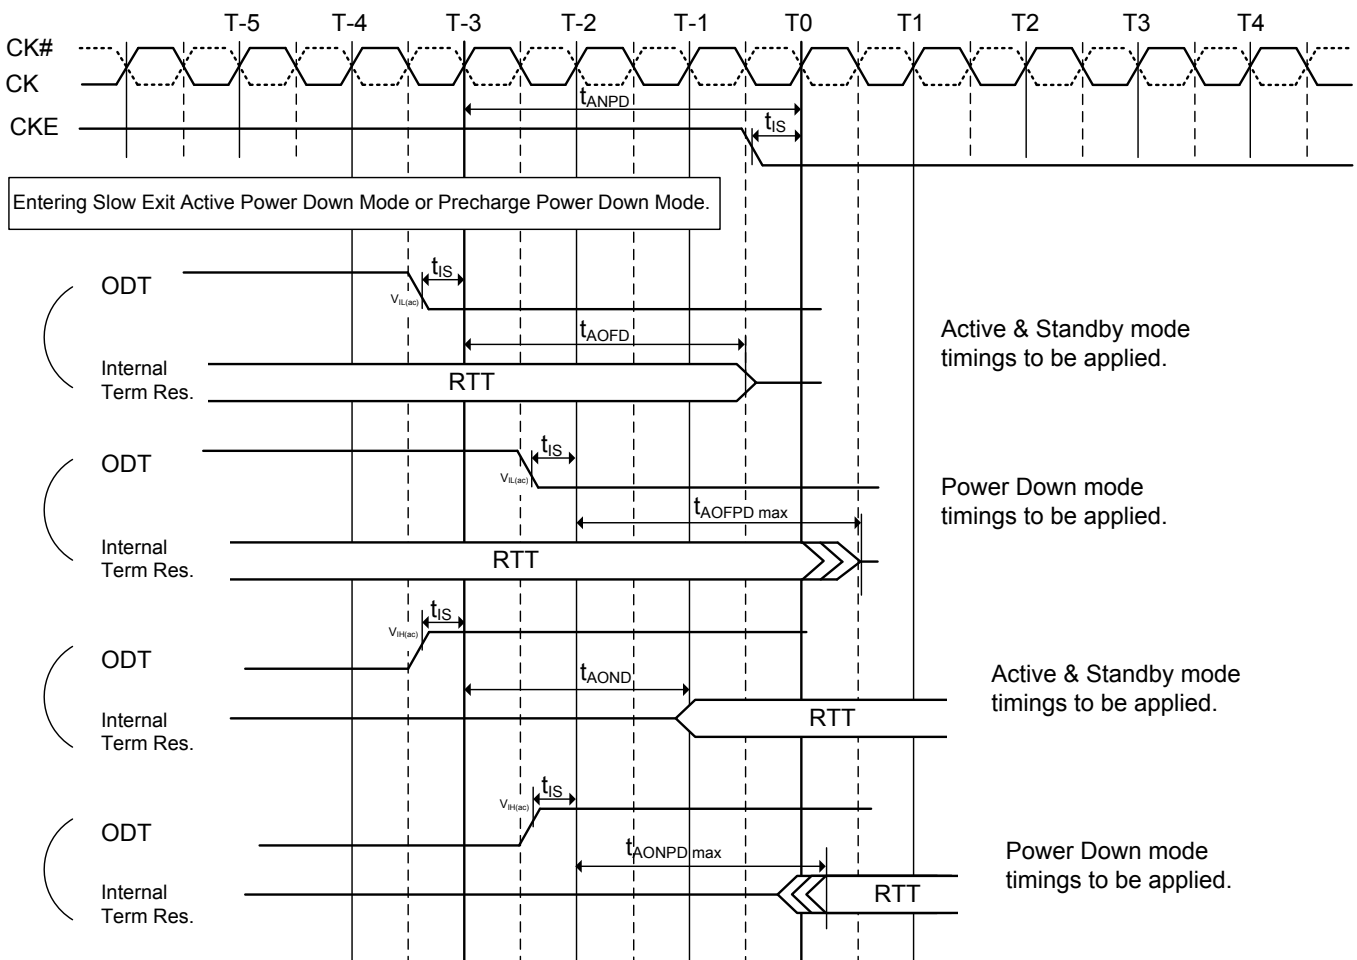 T-5 T-4 T-3 T-2 T-1 T0 T1 T2 T3 T4
CK#
CK
tANPD
CKE
tIS
Entering Slow Exit Active Power Down Mode or Precharge Power Down Mode.
tIS
ODT
VIL(ac)
tAOFD
Active & Standby mode
timings to be applied.
Internal
Term Res.
RTT
tIS
ODT
VIL(ac)
Power Down mode
timings to be applied.
tAOFPD max
Internal
Term Res.
RTT
tIS
VIH(ac)
ODT
tAOND
Active & Standby mode
timings to be applied.
Internal
Term Res.
RTT
tIS
VIH(ac)
ODT
tAONPD max
Power Down mode
timings to be applied.
Internal
Term Res.
RTT